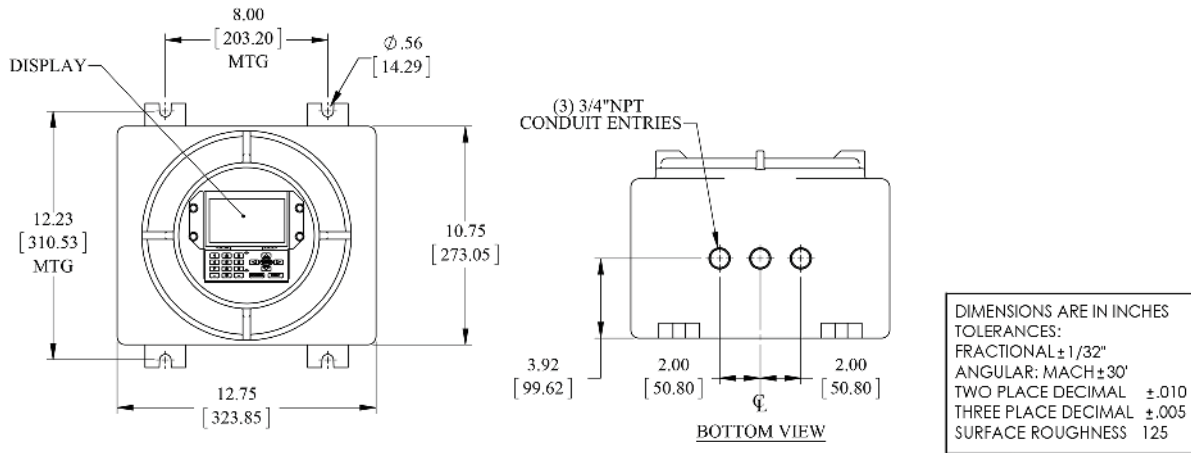 8.00
[203.20]
MTG
Ø.56
[14.29]
DISPLAY
12.23
[310.53]
MTG
10.75
[273.05]
12.75
[323.85]
(3) 3/4"NPT
CONDUIT ENTRIES
3.92
[99.62]
2.00
[50.80]
2.00
[50.80]
℄
BOTTOM VIEW
DIMENSIONS ARE IN INCHES
TOLERANCES:
FRACTIONAL±1/32"
ANGULAR: MACH±30'
TWO PLACE DECIMAL ±.010
THREE PLACE DECIMAL ±.005
SURFACE ROUGHNESS 125